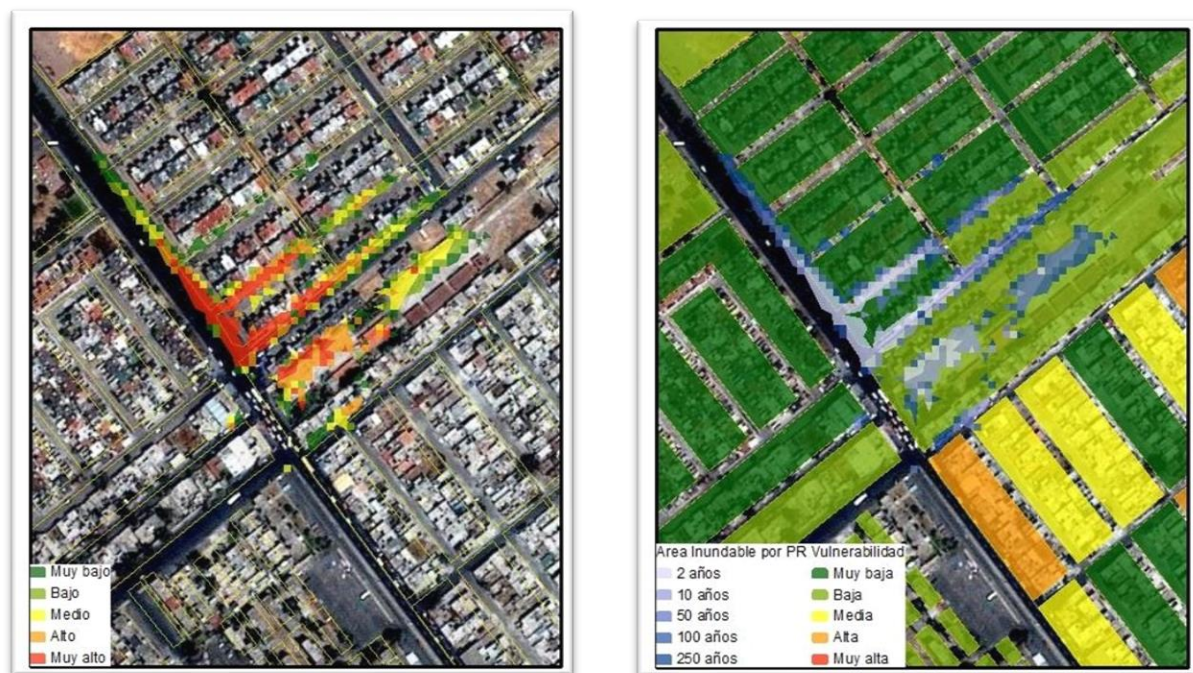 Muy bajo
Bajo
Medio
Alto
Muy alto
Area Inundable por PR Vulnerabilidad
2 años Muy baja
10 años Baja
50 años Media
100 años Alta
250 años Muy alta